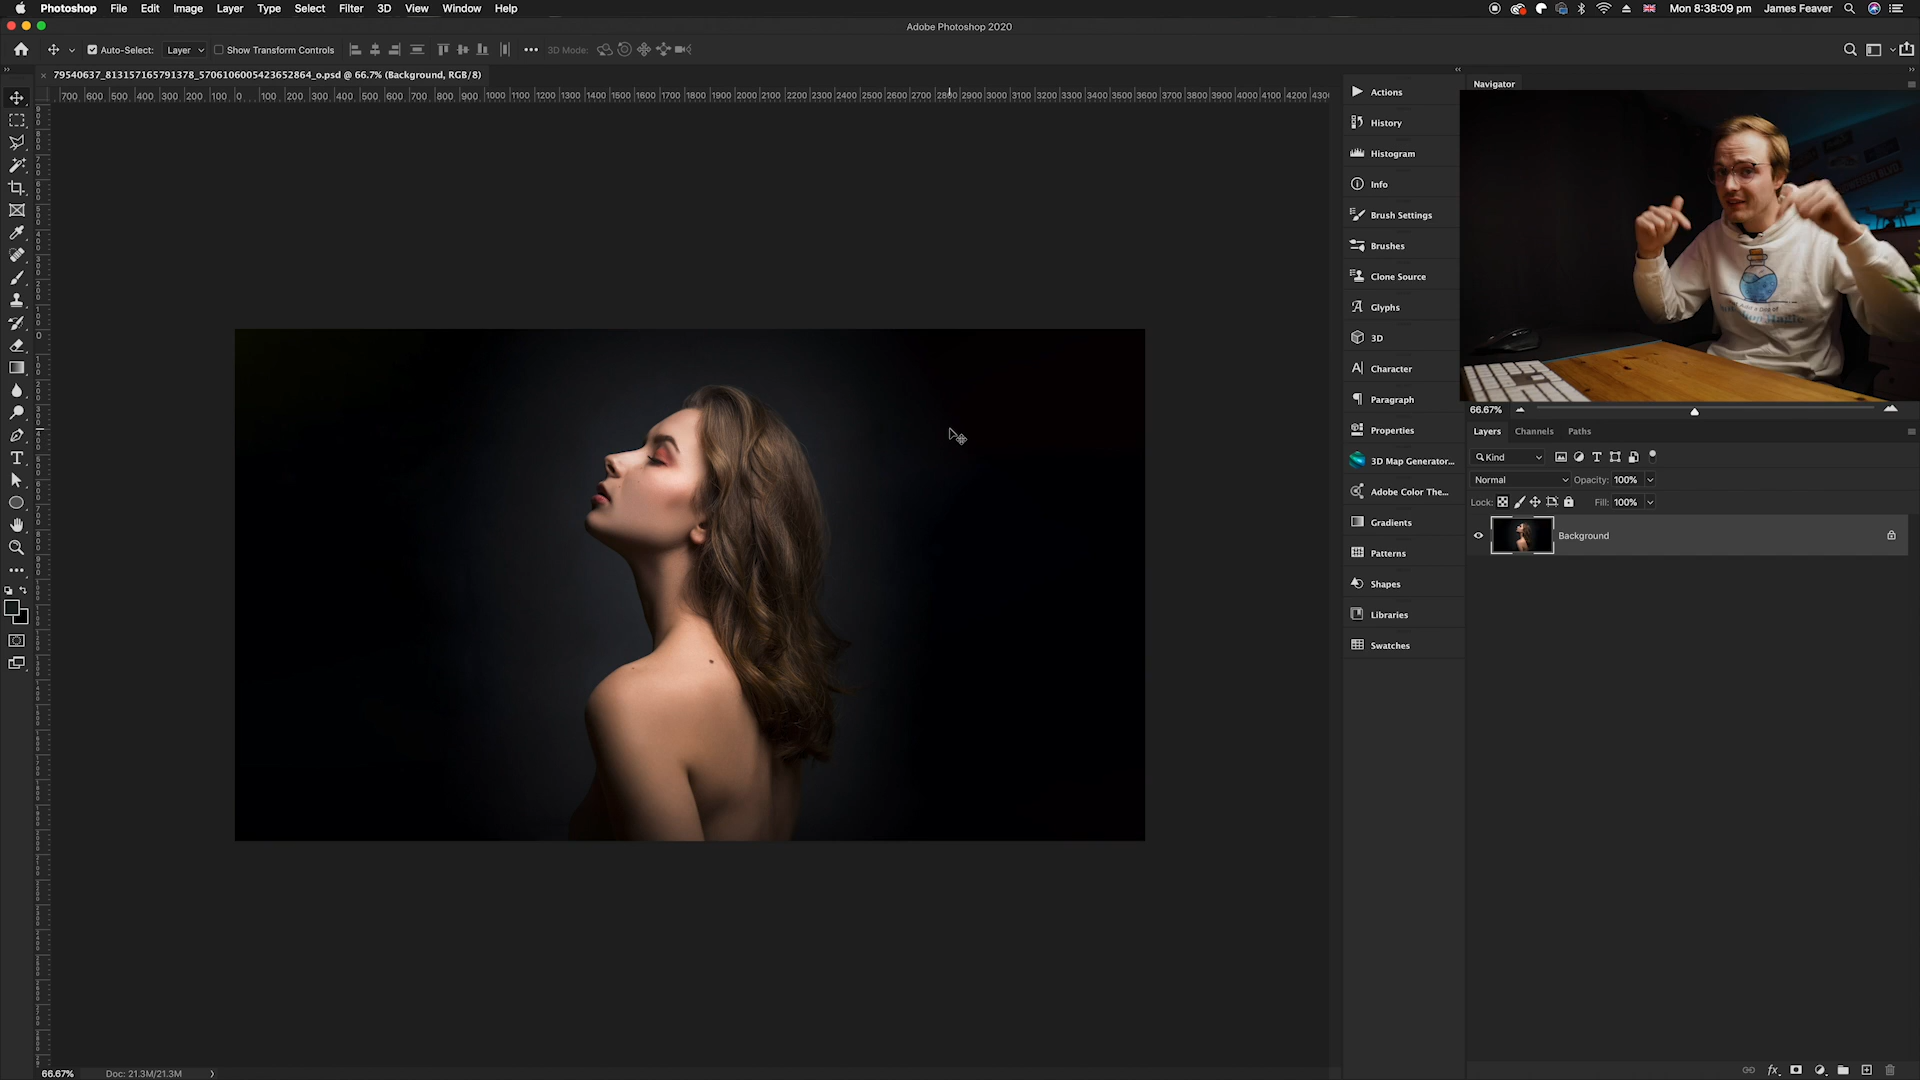 Photoshop File Edit Image Layer Type Select Filter 3D View Window Help
Mon 8:38:09 pm James Feaver
Adobe Photoshop 2020
Auto-Select: Layer Show Transform Controls 3D Mode:
79540637_813157165791378_5706106005423652864_o.psd @ 66.7% (Background, RGB/8)
700 600 500 400 300 200 100 0 100 200 300 400 500 600 700 800 900 1000 1100 1200 1300 1400 1500 1600 1700 1800 1900 2000 2100 2200 2300 2400 2500 2600 2700 2800 2900 3000 3100 3200 3300 3400 3500 3600 3700 3800 3900 4000 4100 4200 4300
Actions
History
Histogram
Info
Brush Settings
Brushes
Clone Source
Glyphs
3D
Character
Paragraph
Properties
3D Map Generator...
Adobe Color The...
Gradients
Patterns
Shapes
Libraries
Swatches
Navigator
66.67%
Layers Channels Paths
Kind
Normal Opacity: 100%
Lock: Fill: 100%
Background
fx
66.67% Doc: 21.3M/21.3M